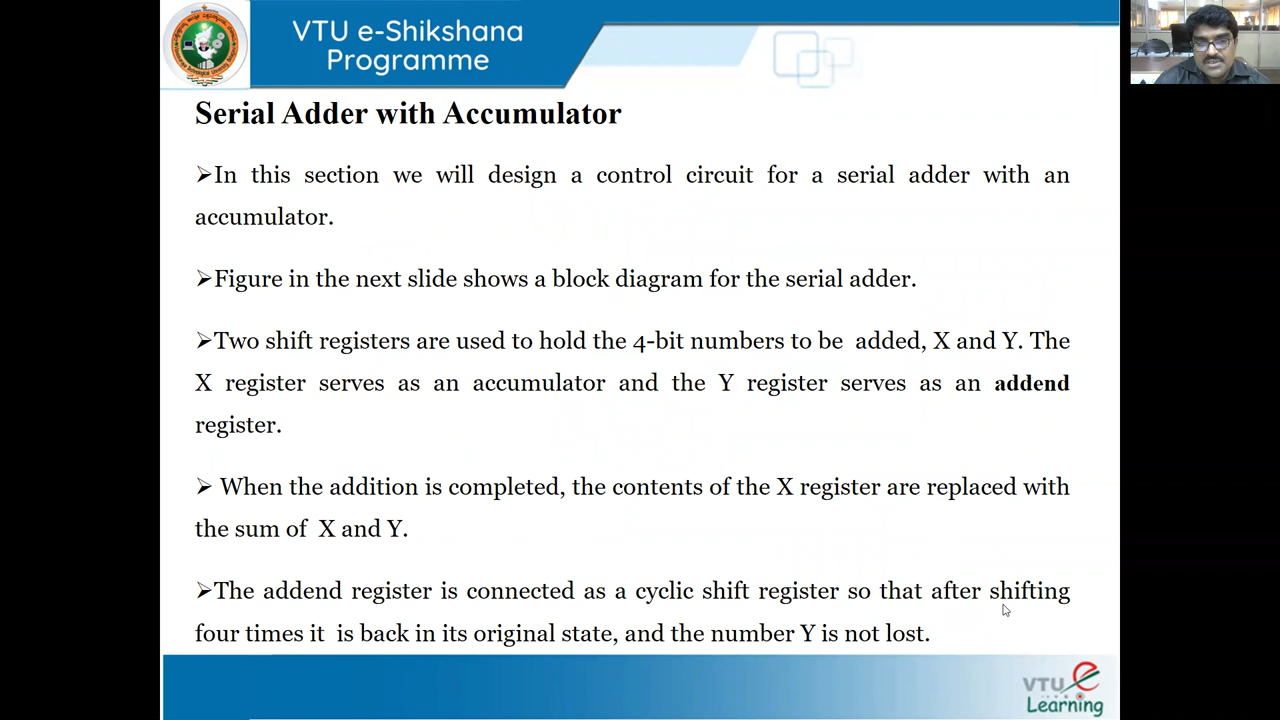 VTU e-Shikshana
Programme
Serial Adder with Accumulator
➢In this section we will design a control circuit for a serial adder with an
accumulator.
➢Figure in the next slide shows a block diagram for the serial adder.
➢Two shift registers are used to hold the 4-bit numbers to be added, X and Y. The
X register serves as an accumulator and the Y register serves as an addend
register.
➢ When the addition is completed, the contents of the X register are replaced with
the sum of X and Y.
➢The addend register is connected as a cyclic shift register so that after shifting
four times it is back in its original state, and the number Y is not lost.
VTU e
Learning